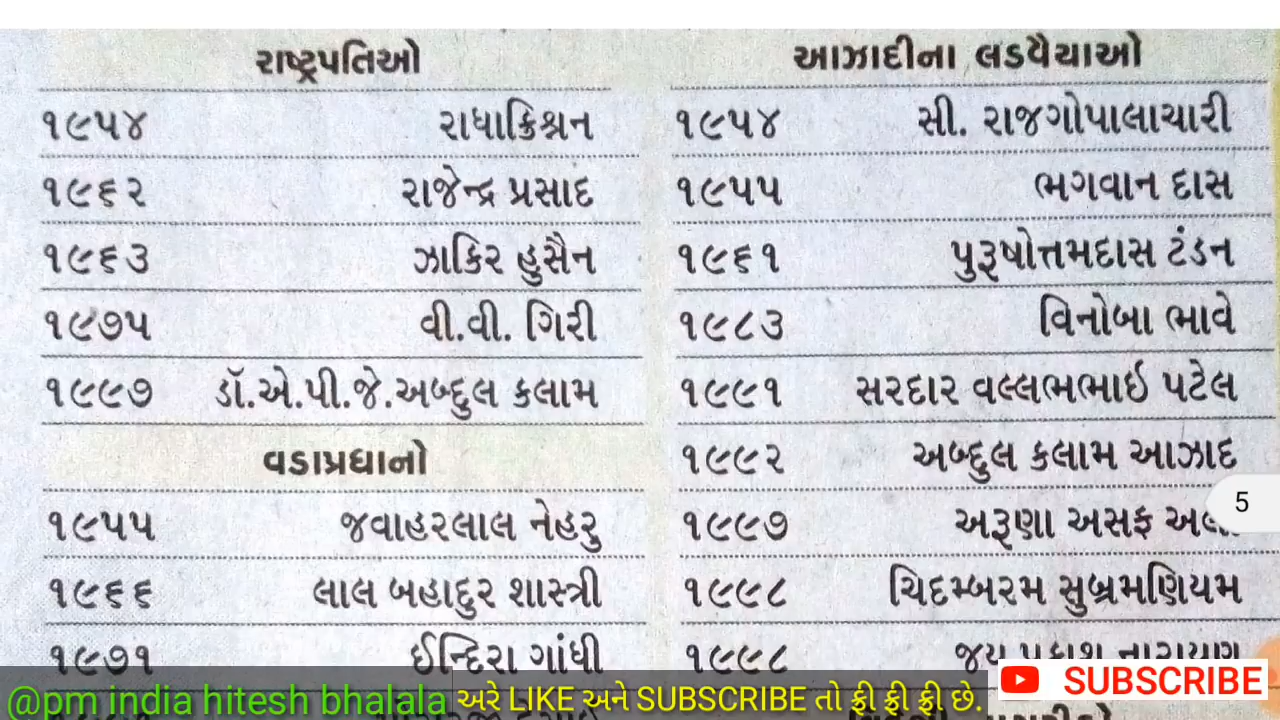 રાષ્ટ્રપતિઓ
૧૯૫૪ રાધાક્રિશ્નન
૧૯૬૨ રાજેન્દ્ર પ્રસાદ
૧૯૬૩ ઝાકિર હુસૈન
૧૯૭૫ વી.વી. ગિરી
૧૯૯૭ ડૉ.એ.પી.જે.અબ્દુલ કલામ
વડાપ્રધાનો
૧૯૫૫ જવાહરલાલ નેહરુ
૧૯૬૬ લાલ બહાદુર શાસ્ત્રી
૧૯૭૧ ઈન્દિરા ગાંધી
આઝાદીના લડવૈયાઓ
૧૯૫૪ સી. રાજગોપાલાચારી
૧૯૫૫ ભગવાન દાસ
૧૯૬૧ પુરૂષોત્તમદાસ ટંડન
૧૯૮૩ વિનોબા ભાવે
૧૯૯૧ સરદાર વલ્લભભાઇ પટેલ
૧૯૯૨ અબ્દુલ કલામ આઝાદ
૧૯૯૭ અરૂણા અસફ
૧૯૯૮ ચિદમ્બરમ સુબ્રમણિયમ
૧૯૯૮ જય
5
@pm india hitesh bhalala અરે LIKE અને SUBSCRIBE તો ફ્રી ફ્રી ફ્રી છે.
SUBSCRIBE